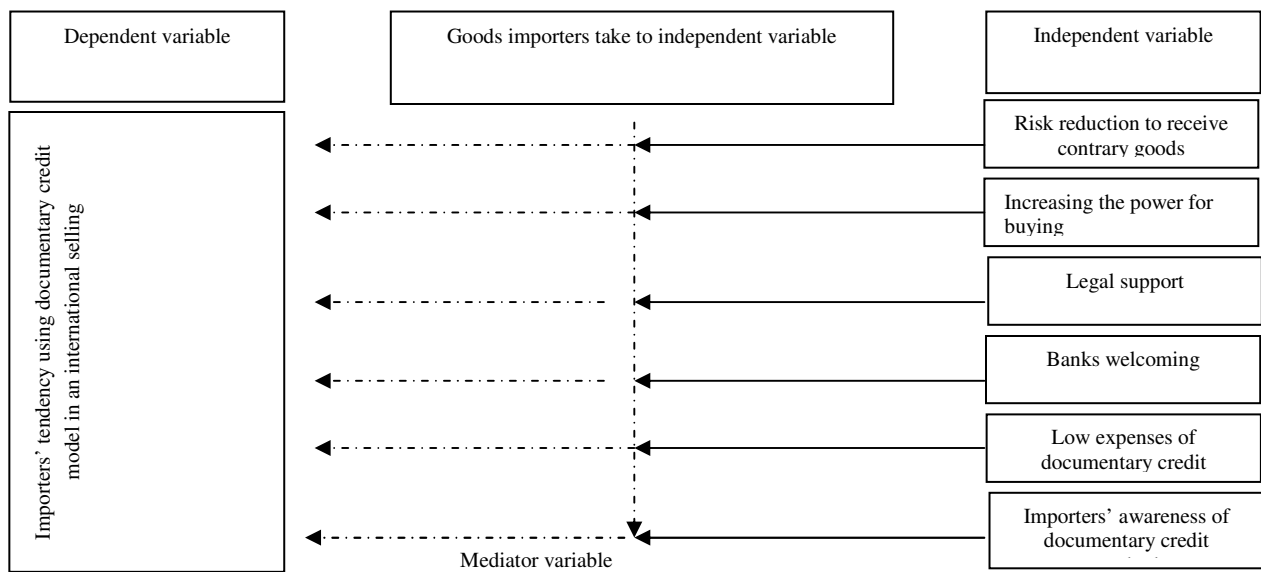 Dependent variable
Goods importers take to independent variable
Independent variable
Importers’ tendency using documentary credit
model in an international selling
Risk reduction to receive
contrary goods
Increasing the power for
buying
Legal support
Banks welcoming
Low expenses of
documentary credit
Importers’ awareness of
documentary credit
Mediator variable